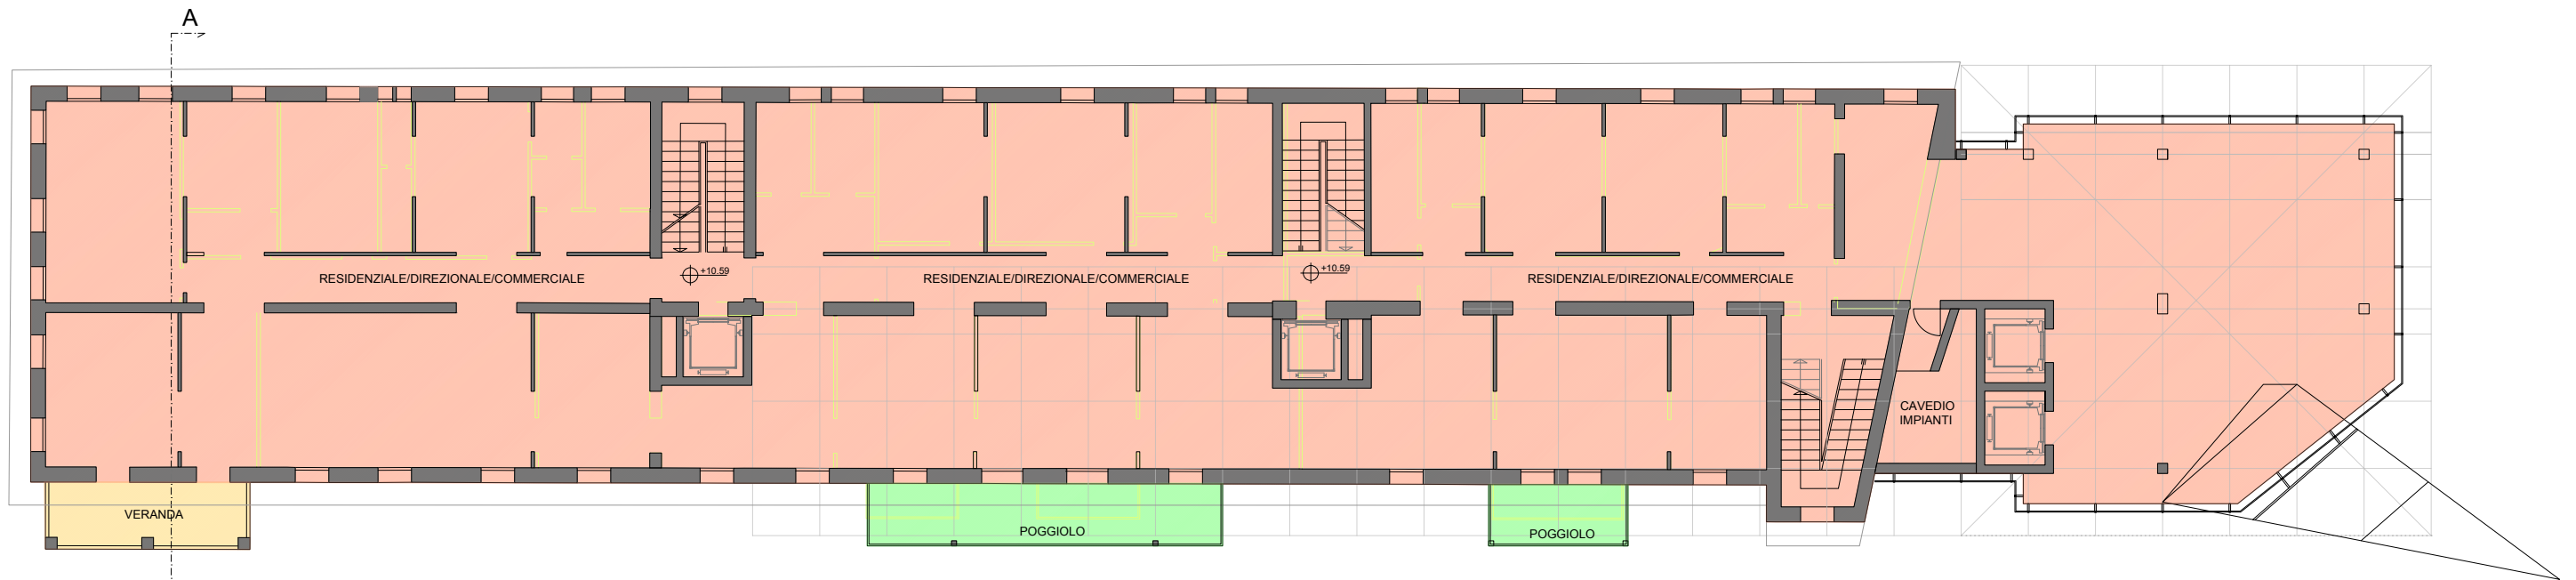 A
RESIDENZIALE/DIREZIONALE/COMMERCIALE
+10.59
RESIDENZIALE/DIREZIONALE/COMMERCIALE
+10.59
RESIDENZIALE/DIREZIONALE/COMMERCIALE
CAVEDIO
IMPIANTI
VERANDA
POGGIOLO
POGGIOLO